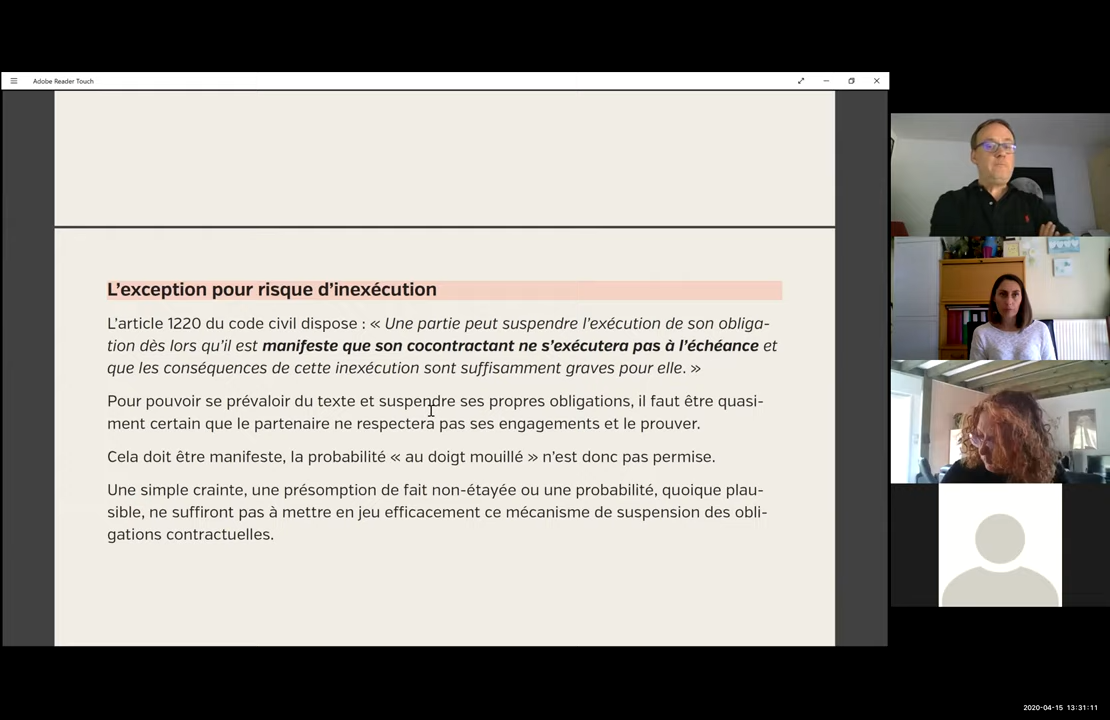 Adobe Reader Touch
L’exception pour risque d’inexécution
L’article 1220 du code civil dispose : « Une partie peut suspendre l’exécution de son obliga-
tion dès lors qu’il est manifeste que son cocontractant ne s’exécutera pas à l’échéance et
que les conséquences de cette inexécution sont suffisamment graves pour elle. »
Pour pouvoir se prévaloir du texte et suspendre ses propres obligations, il faut être quasi-
ment certain que le partenaire ne respectera pas ses engagements et le prouver.
Cela doit être manifeste, la probabilité « au doigt mouillé » n’est donc pas permise.
Une simple crainte, une présomption de fait non-étayée ou une probabilité, quoique plau-
sible, ne suffiront pas à mettre en jeu efficacement ce mécanisme de suspension des obli-
gations contractuelles.
2020-04-15 13:31:11